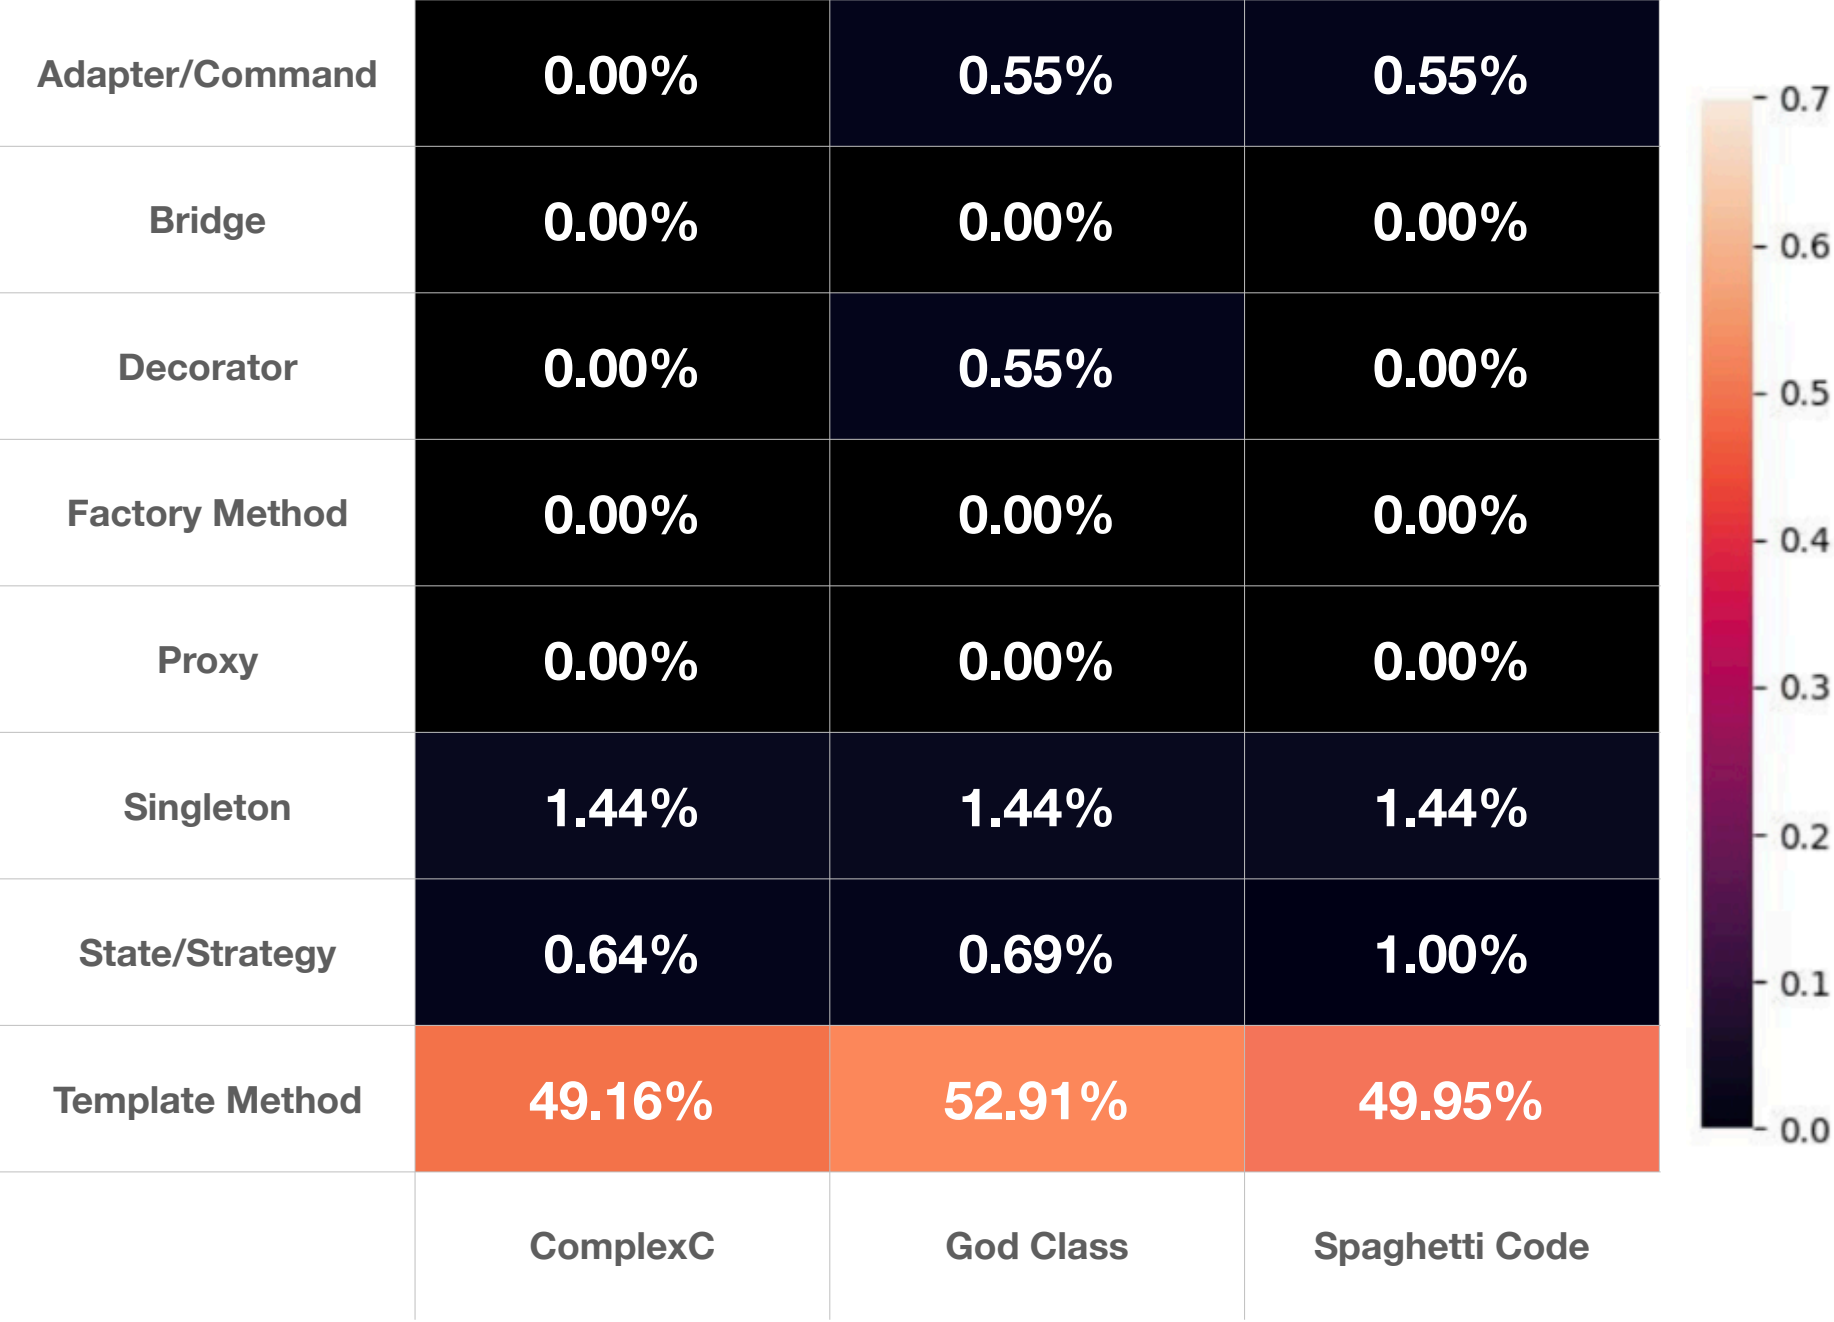 Adapter/Command 0.00% 0.55% 0.55%
Bridge 0.00% 0.00% 0.00%
Decorator 0.00% 0.55% 0.00%
Factory Method 0.00% 0.00% 0.00%
Proxy 0.00% 0.00% 0.00%
Singleton 1.44% 1.44% 1.44%
State/Strategy 0.64% 0.69% 1.00%
Template Method 49.16% 52.91% 49.95%
ComplexC God Class Spaghetti Code
0.7
0.6
0.5
0.4
0.3
0.2
0.1
0.0